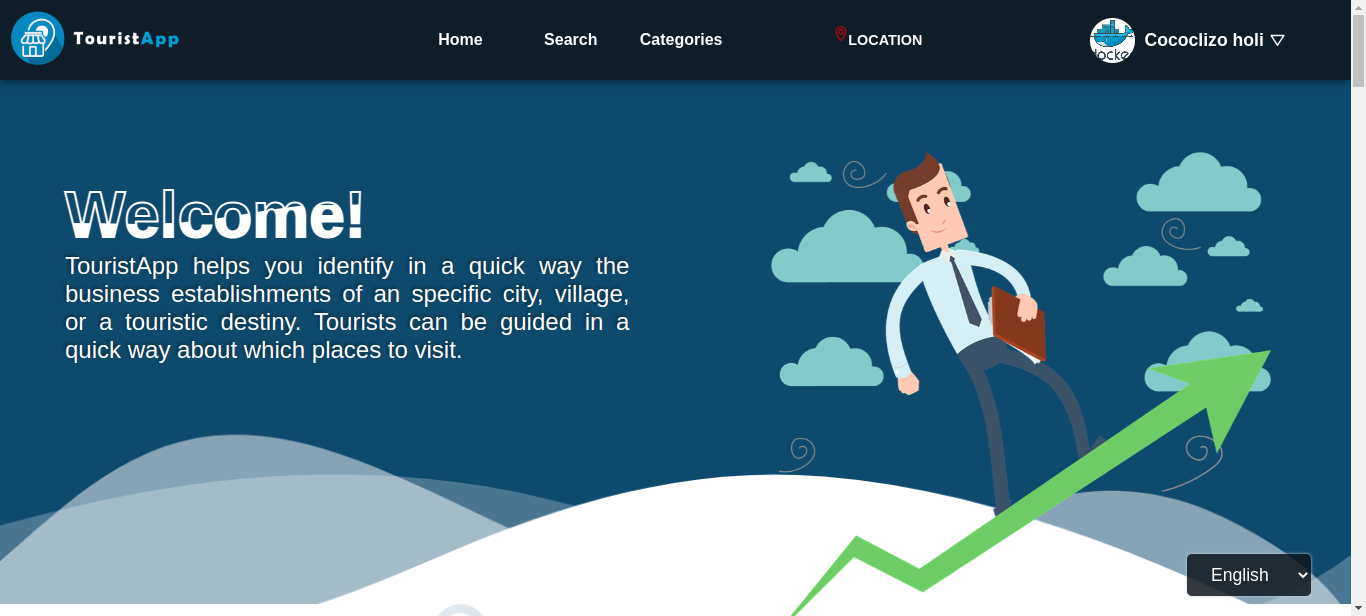 TouristApp
Home
Search
Categories
LOCATION
Cococlizo holi
Welcome!
TouristApp helps you identify in a quick way the
business establishments of an specific city, village,
or a touristic destiny. Tourists can be guided in a
quick way about which places to visit.
English